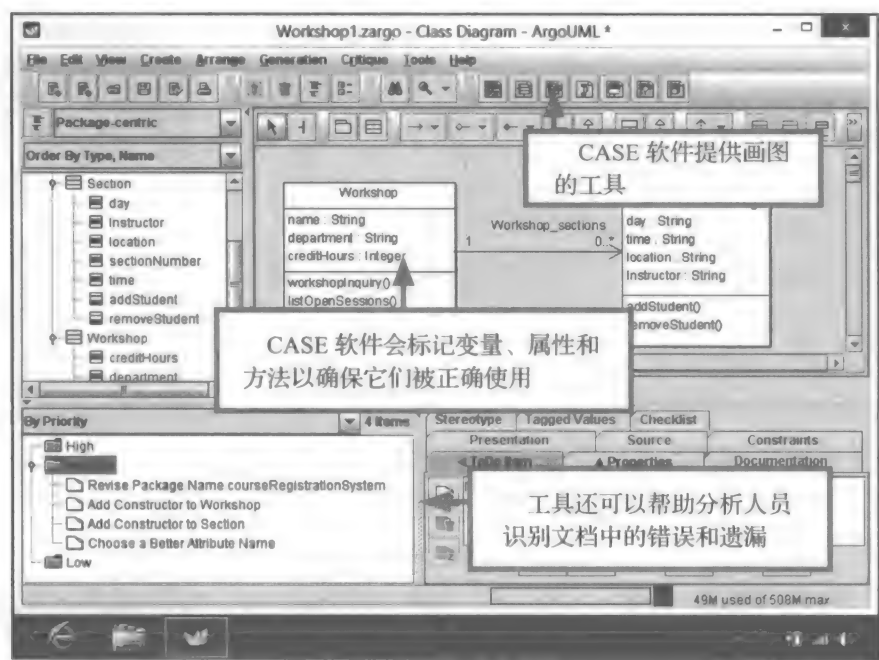 Workshop1.zargo - Class Diagram - ArgoUML *
File Edit View Create Arrange Generation Critique Tools Help
Package-centric
Order By Type, Name
Section
day
Instructor
location
sectionNumber
time
addStudent
removeStudent
Workshop
creditHours
department
Workshop
name : String
department : String
creditHours : Integer
workshopInquiry()
listOpenSessions()
Workshop_sections
1
0..*
day : String
time : String
location : String
Instructor : String
addStudent()
removeStudent()
CASE 软件提供画图
的工具
CASE 软件会标记变量、属性和
方法以确保它们被正确使用
By Priority
4 Items
High
Revise Package Name courseRegistrationSystem
Add Constructor to Workshop
Add Constructor to Section
Choose a Better Attribute Name
Low
Stereotype Tagged Values Checklist
Presentation Source Constraints
ToDo Item Properties Documentation
工具还可以帮助分析人员
识别文档中的错误和遗漏
49M used of 508M max